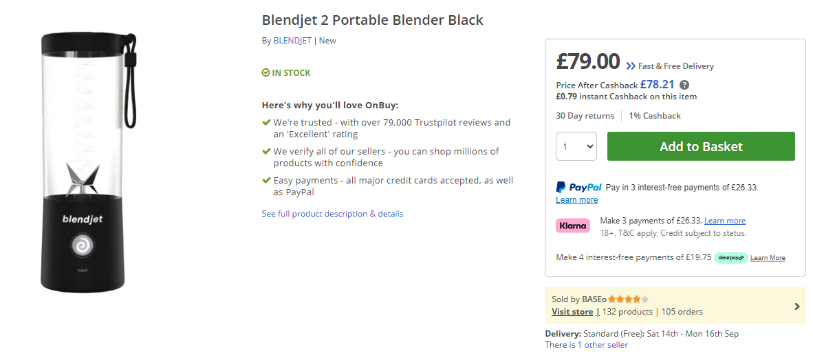 Blendjet 2 Portable Blender Black
By BLENDJET | New
IN STOCK
Here's why you'll love OnBuy:
We're trusted - with over 79,000 Trustpilot reviews and
an 'Excellent' rating
We verify all of our sellers - you can shop millions of
products with confidence
Easy payments - all major credit cards accepted, as well
as PayPal
See full product description & details
blendjet
£79.00 Fast & Free Delivery
Price After Cashback £78.21 ?
£0.79 instant Cashback on this item
30 Day returns | 1% Cashback
1 Add to Basket
PayPal Pay in 3 interest-free payments of £26.33.
Learn more
Klarna Make 3 payments of £26.33. Learn more
18+, T&C apply, Credit subject to status.
Make 4 interest-free payments of £19.75 clearpay Learn More
Sold by BASEo
Visit store | 132 products | 105 orders
Delivery: Standard (Free): Sat 14th - Mon 16th Sep
There is 1 other seller